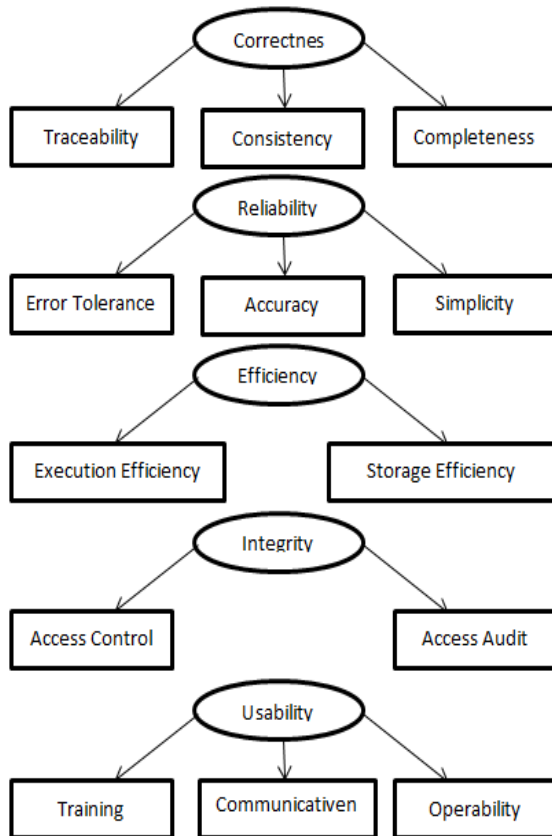 Correctnes
Traceability
Consistency
Completeness
Reliability
Error Tolerance
Accuracy
Simplicity
Efficiency
Execution Efficiency
Storage Efficiency
Integrity
Access Control
Access Audit
Usability
Training
Communicativen
Operability